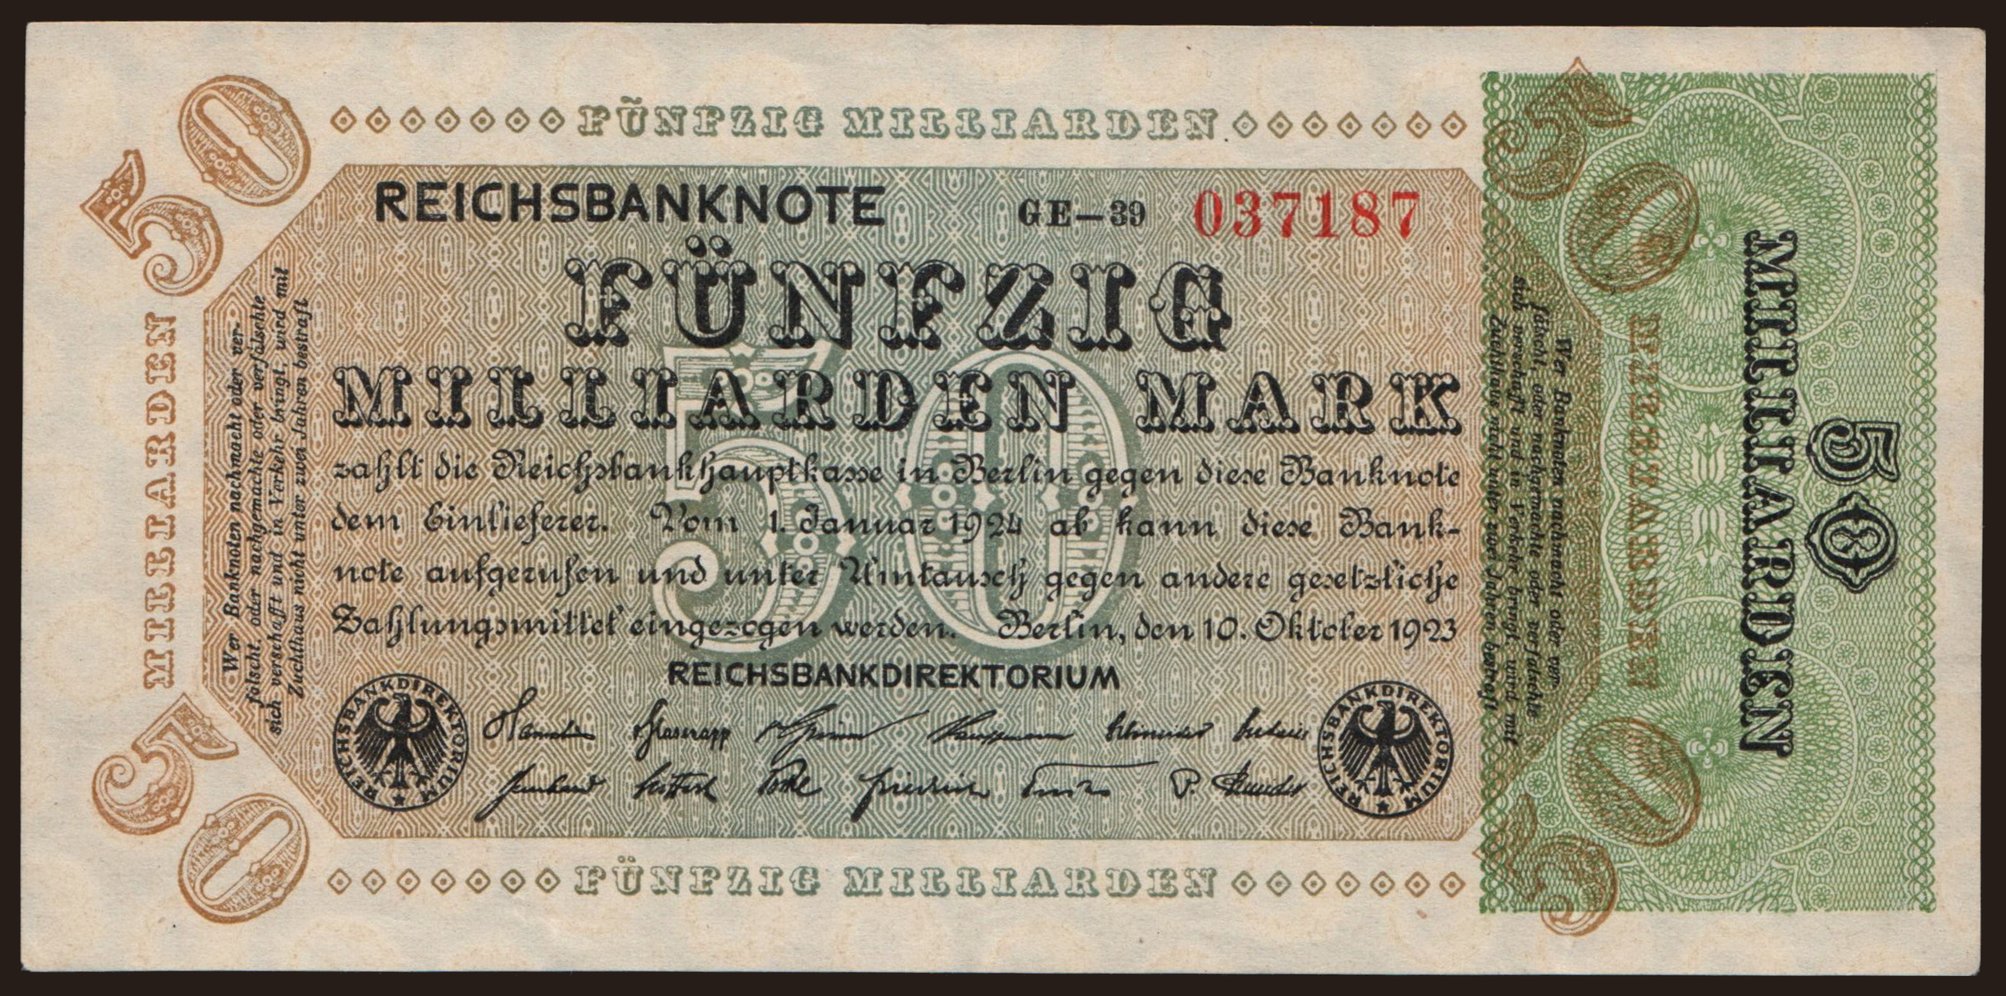 FÜNFZIG MILLIARDEN
50
50
MILLIARDEN
50
REICHSBANKNOTE GE–39 037187
FÜNFZIG
MILLIARDEN MARK
zahlt die Reichsbankhauptkasse in Berlin gegen diese Banknote
dem Einlieferer. Vom 1. Januar 1924 ab kann diese Bank-
note aufgerufen und unter Umtausch gegen andere gesetzliche
Zahlungsmittel eingezogen werden. Berlin, den 10. Oktober 1923
REICHSBANKDIREKTORIUM
REICHSBANKDIREKTORIUM
REICHSBANKDIREKTORIUM
Wer Banknoten nachmacht oder ver-
fälscht, oder nachgemachte oder verfälschte
sich verschafft und in Verkehr bringt, wird mit
Zuchthaus nicht unter zwei Jahren bestraft
Wer Banknoten nachmacht oder ver-
fälscht, oder nachgemachte oder verfälschte
sich verschafft und in Verkehr bringt, wird mit
Zuchthaus nicht unter zwei Jahren bestraft
50
MILLIARDEN
50
50
MILLIARDEN
FÜNFZIG MILLIARDEN